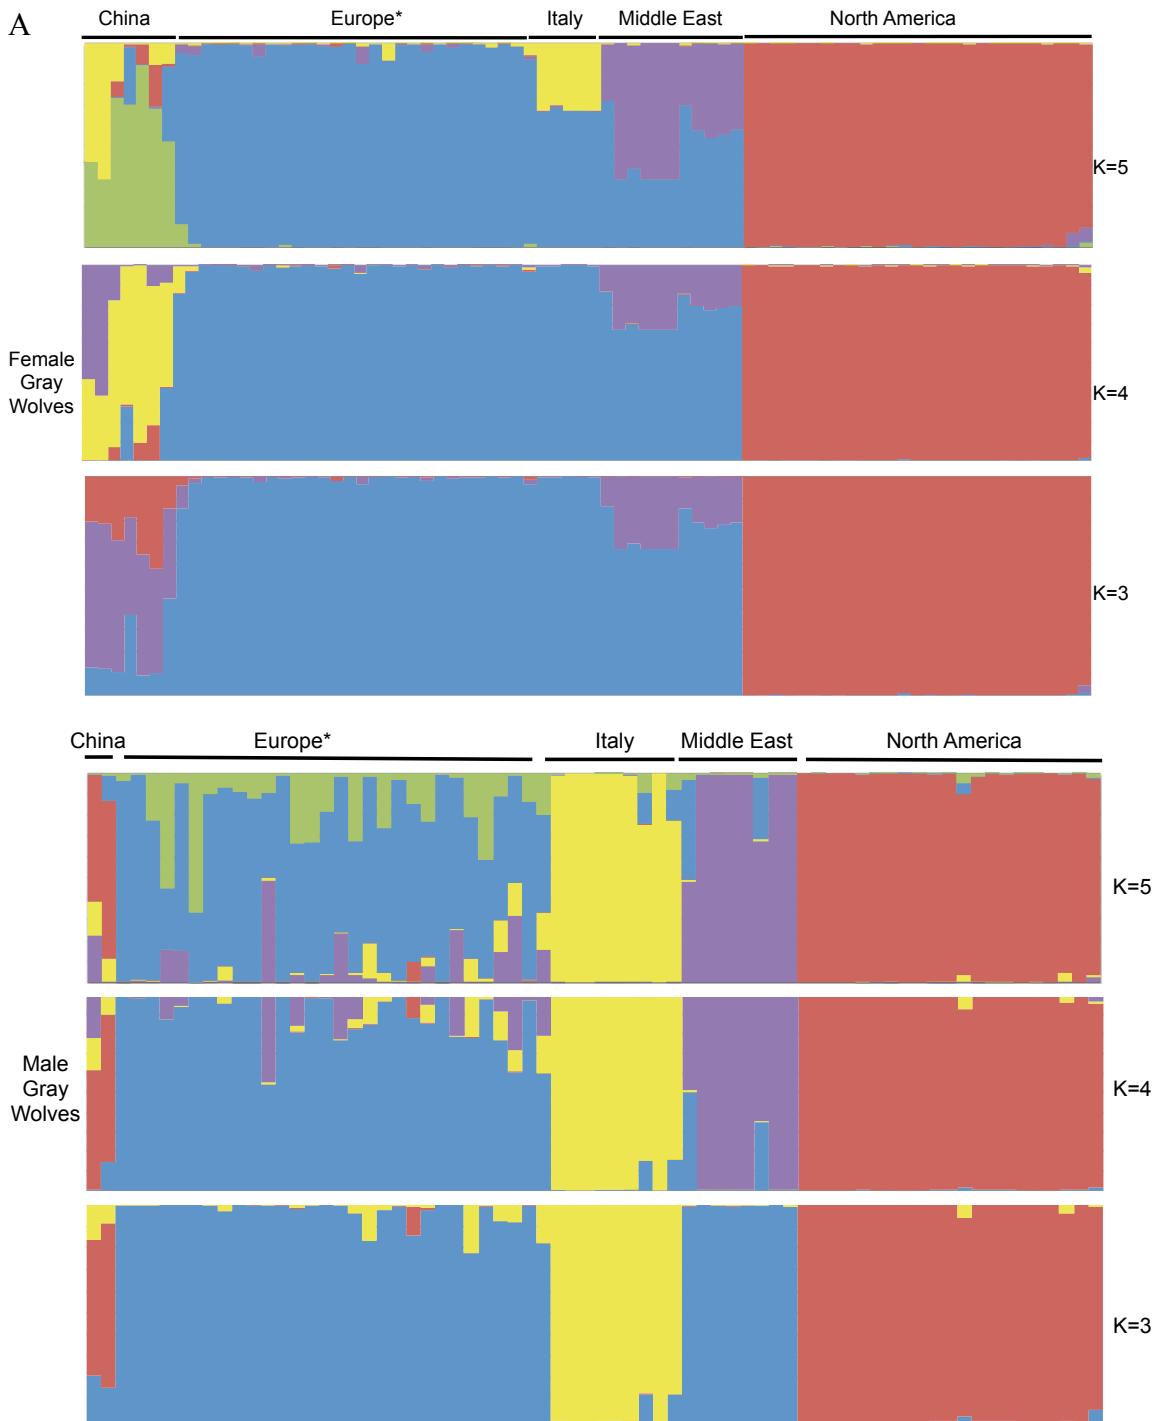 A
China Europe* Italy Middle East North America
K=5
Female
Gray
Wolves
K=4
K=3
China Europe* Italy Middle East North America
K=5
Male
Gray
Wolves
K=4
K=3